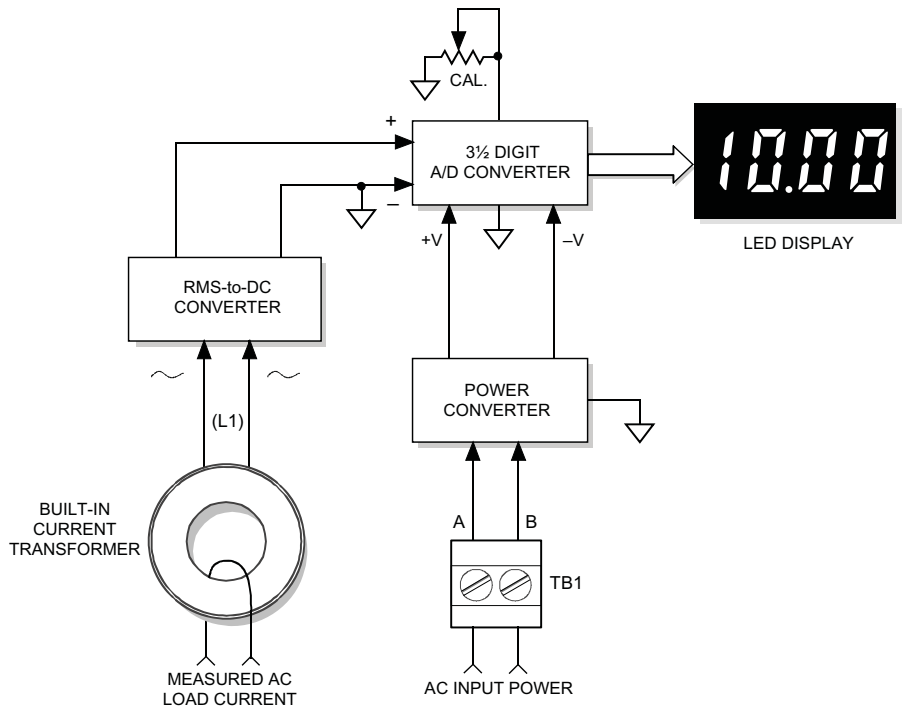 CAL.
+
3½ DIGIT
A/D CONVERTER
–
10.00
LED DISPLAY
+V
–V
RMS-to-DC
CONVERTER
POWER
CONVERTER
(L1)
BUILT-IN
CURRENT
TRANSFORMER
A
B
TB1
MEASURED AC
LOAD CURRENT
AC INPUT POWER